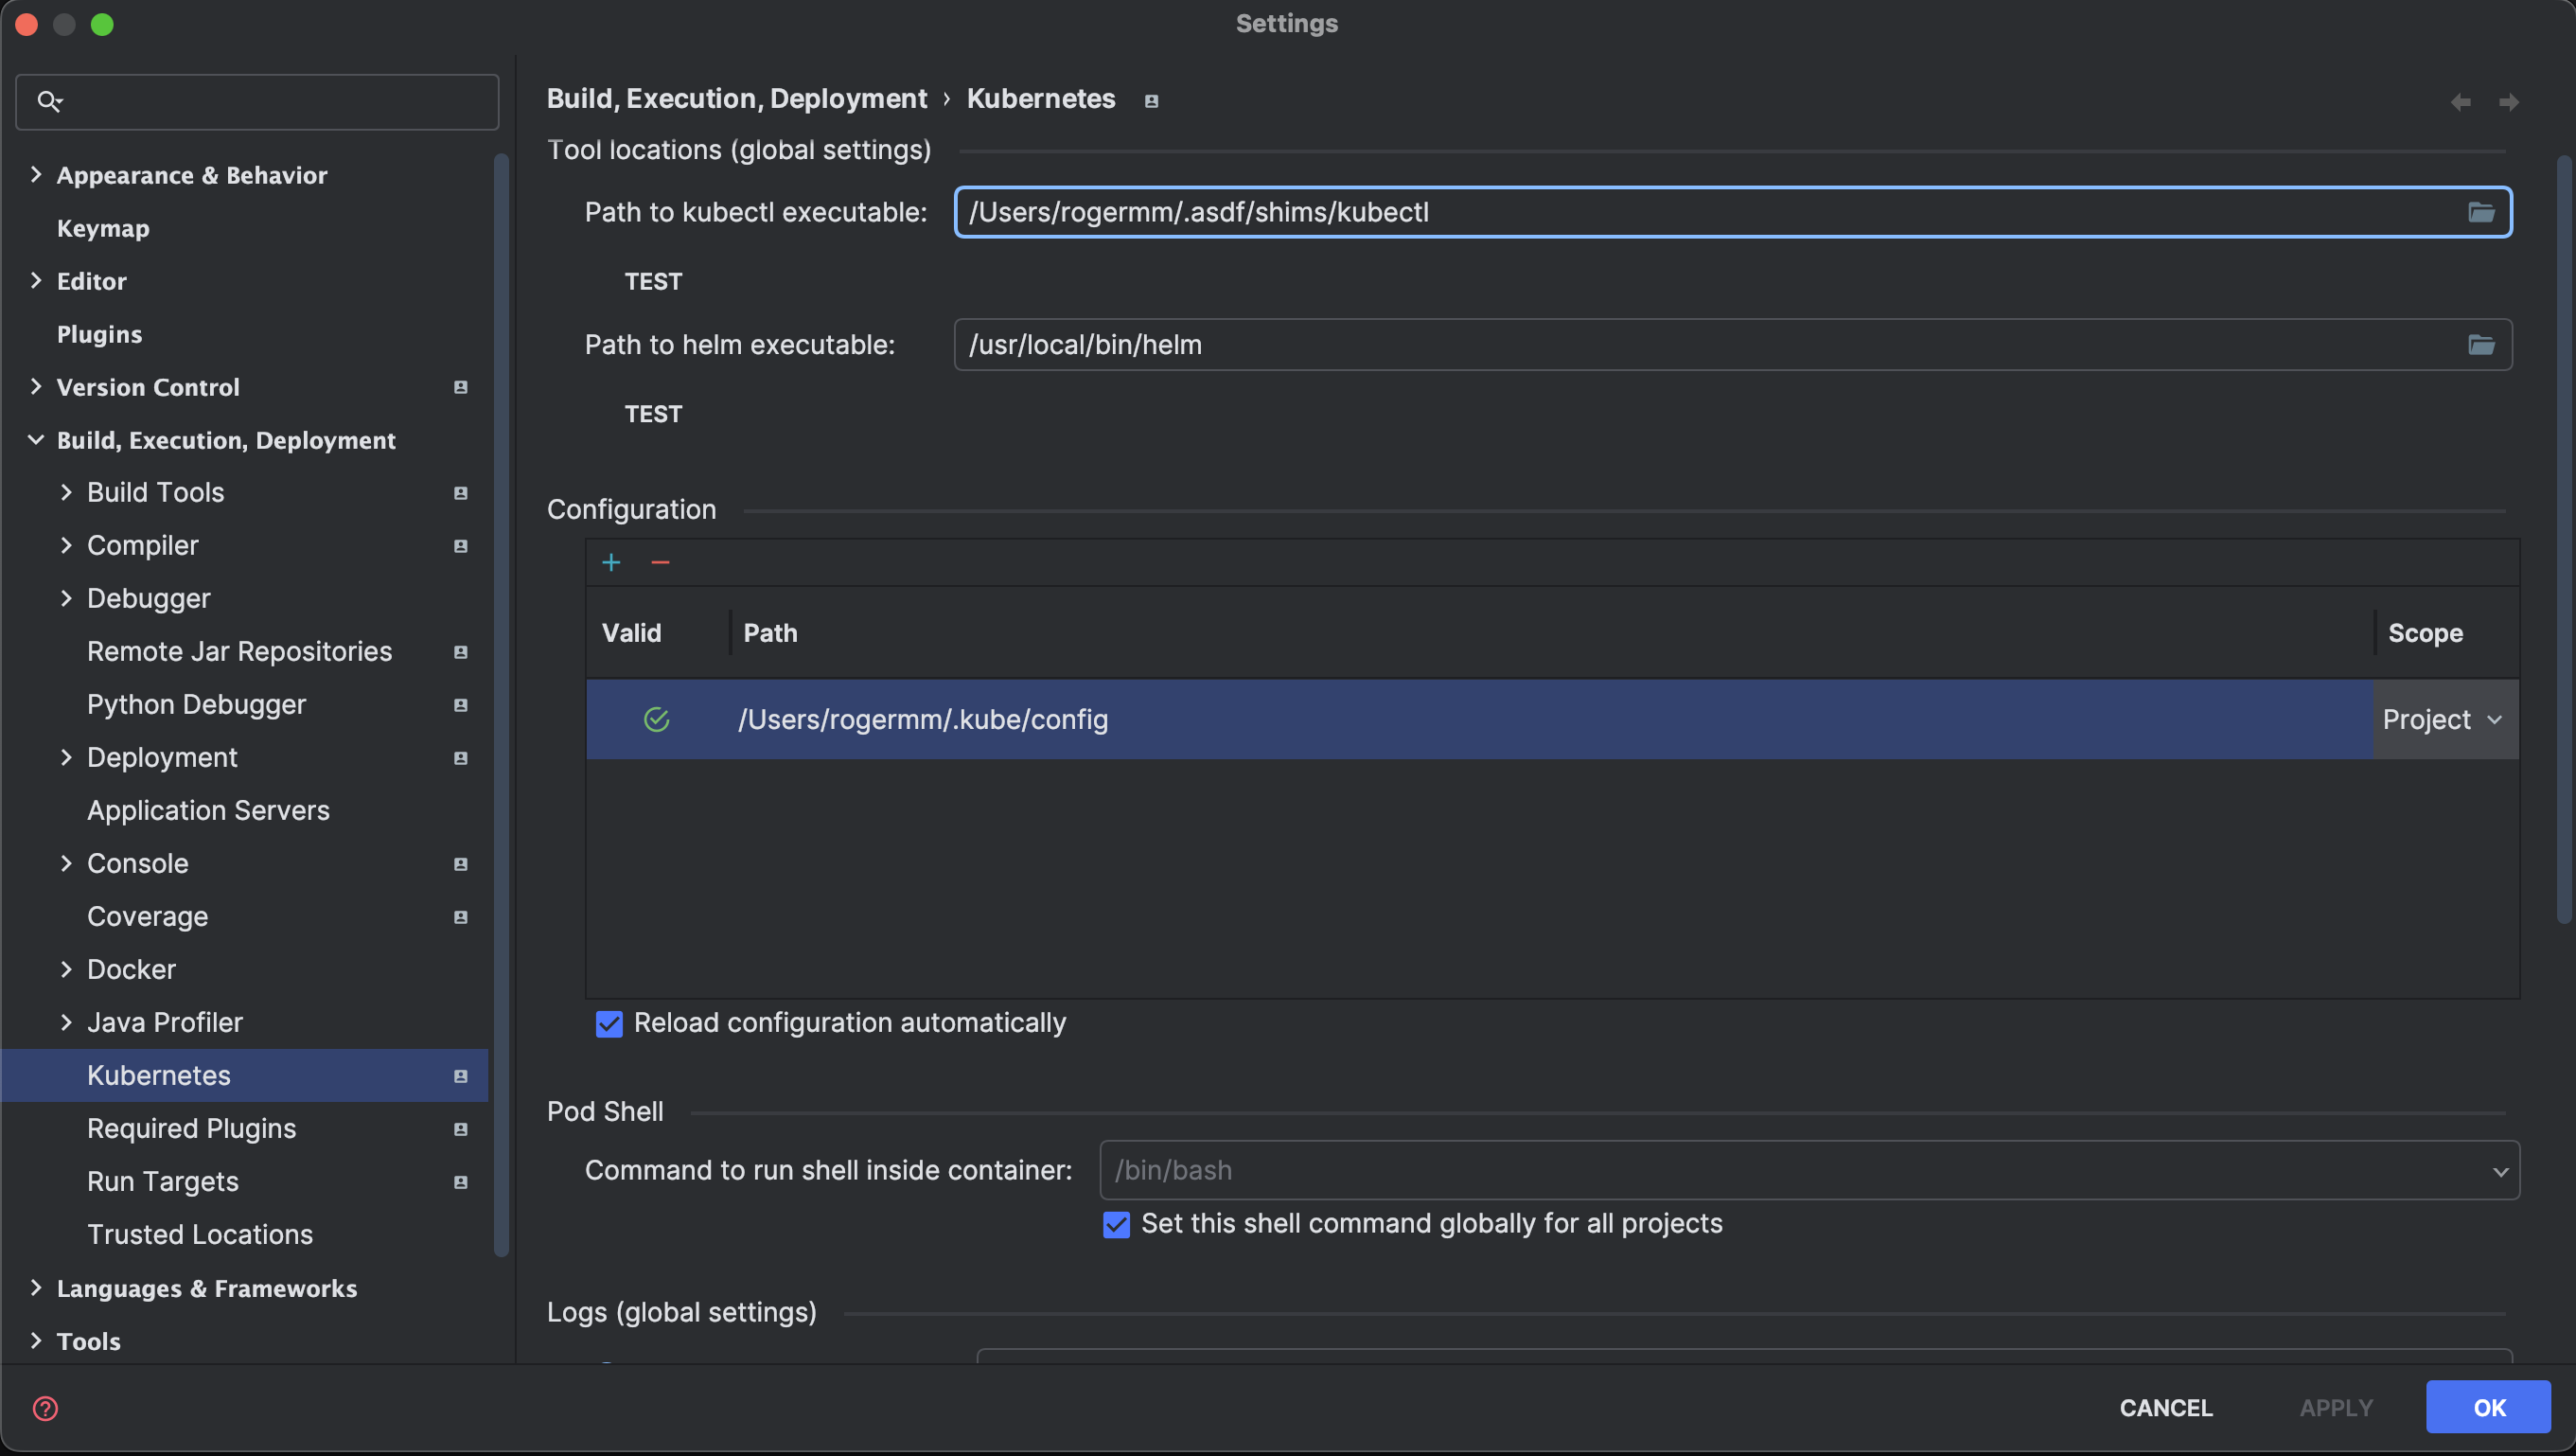 Settings
Appearance & Behavior
Keymap
Editor
Plugins
Version Control
Build, Execution, Deployment
Build Tools
Compiler
Debugger
Remote Jar Repositories
Python Debugger
Deployment
Application Servers
Console
Coverage
Docker
Java Profiler
Kubernetes
Required Plugins
Run Targets
Trusted Locations
Languages & Frameworks
Tools
Build, Execution, Deployment › Kubernetes
Tool locations (global settings)
Path to kubectl executable: /Users/rogermm/.asdf/shims/kubectl
TEST
Path to helm executable: /usr/local/bin/helm
TEST
Configuration
Valid Path Scope
/Users/rogermm/.kube/config Project
Reload configuration automatically
Pod Shell
Command to run shell inside container: /bin/bash
Set this shell command globally for all projects
Logs (global settings)
CANCEL APPLY OK